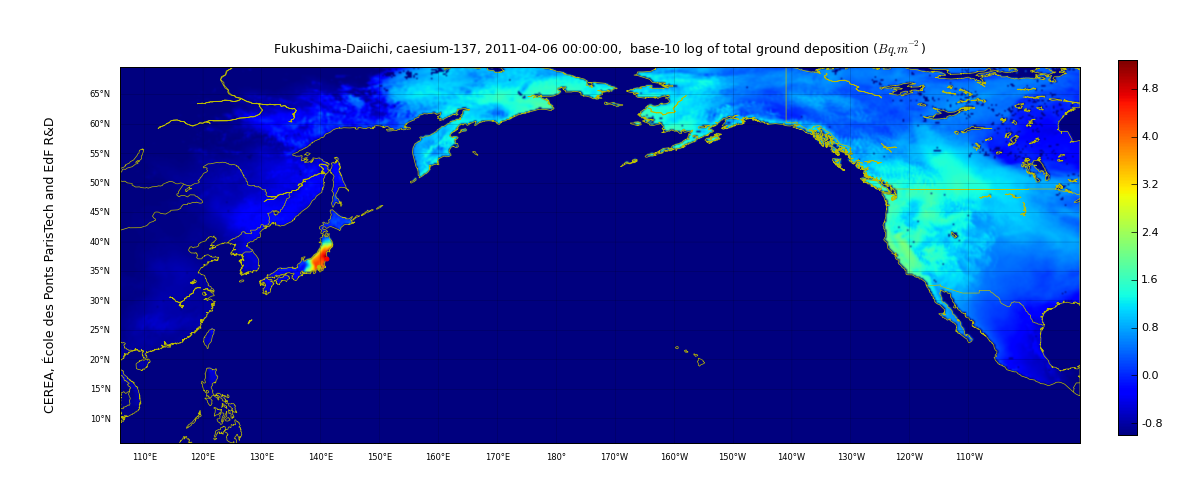 Fukushima-Daiichi, caesium-137, 2011-04-06 00:00:00, base-10 log of total ground deposition (Bq.m⁻²)
CEREA, École des Ponts ParisTech and EdF R&D
65°N
60°N
55°N
50°N
45°N
40°N
35°N
30°N
25°N
20°N
15°N
10°N
110°E 120°E 130°E 140°E 150°E 160°E 170°E 180° 170°W 160°W 150°W 140°W 130°W 120°W 110°W
4.8
4.0
3.2
2.4
1.6
0.8
0.0
-0.8